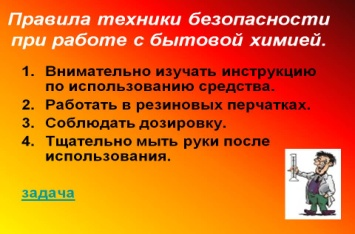 Правила техники безопасности
при работе с бытовой химией.
1. Внимательно изучать инструкцию
по использованию средства.
2. Работать в резиновых перчатках.
3. Соблюдать дозировку.
4. Тщательно мыть руки после
использования.
задача